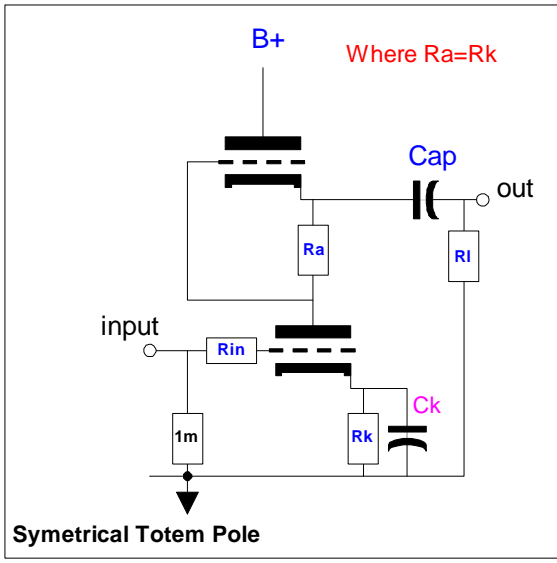 B+
Where Ra=Rk
Cap
out
Ra
Rl
input
Rin
Ck
1m
Rk
Symetrical Totem Pole